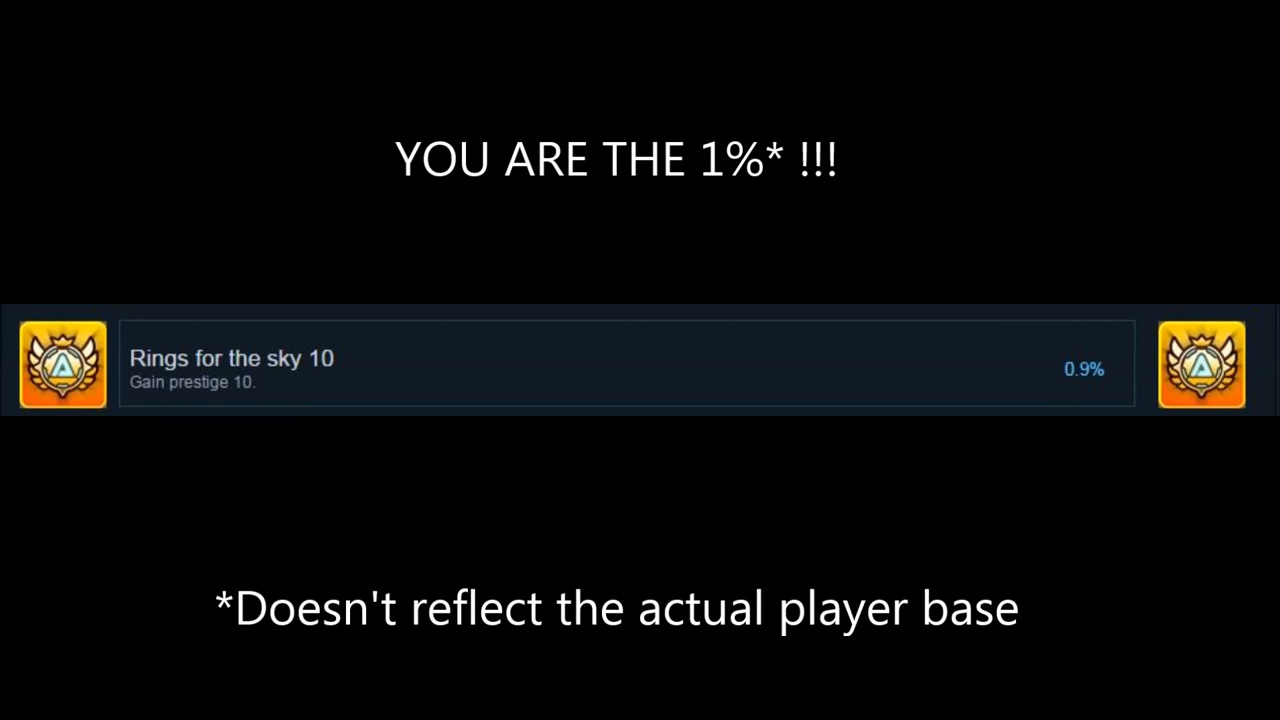 YOU ARE THE 1%* !!!
Rings for the sky 10
Gain prestige 10.
0.9%
*Doesn't reflect the actual player base